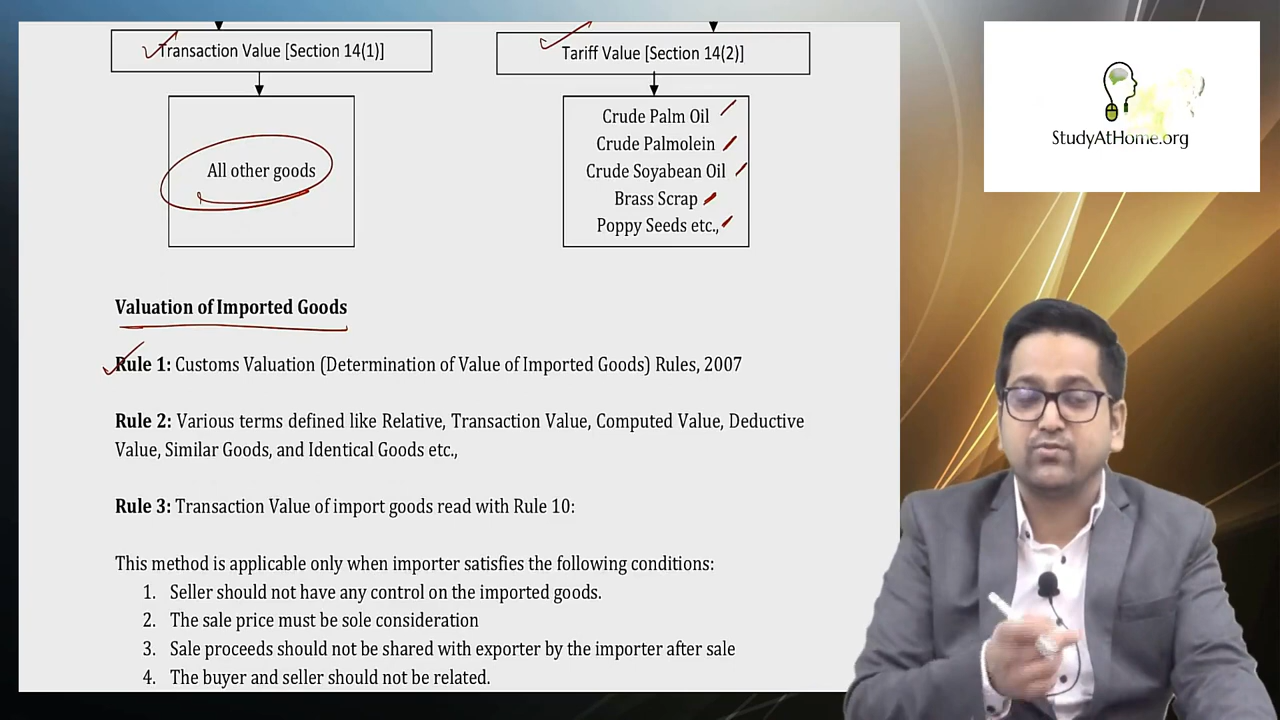 Transaction Value [Section 14(1)]
Tariff Value [Section 14(2)]
All other goods
Crude Palm Oil
Crude Palmolein
Crude Soyabean Oil
Brass Scrap
Poppy Seeds etc.,
StudyAtHome.org
Valuation of Imported Goods
Rule 1: Customs Valuation (Determination of Value of Imported Goods) Rules, 2007
Rule 2: Various terms defined like Relative, Transaction Value, Computed Value, Deductive
Value, Similar Goods, and Identical Goods etc.,
Rule 3: Transaction Value of import goods read with Rule 10:
This method is applicable only when importer satisfies the following conditions:
1. Seller should not have any control on the imported goods.
2. The sale price must be sole consideration
3. Sale proceeds should not be shared with exporter by the importer after sale
4. The buyer and seller should not be related.